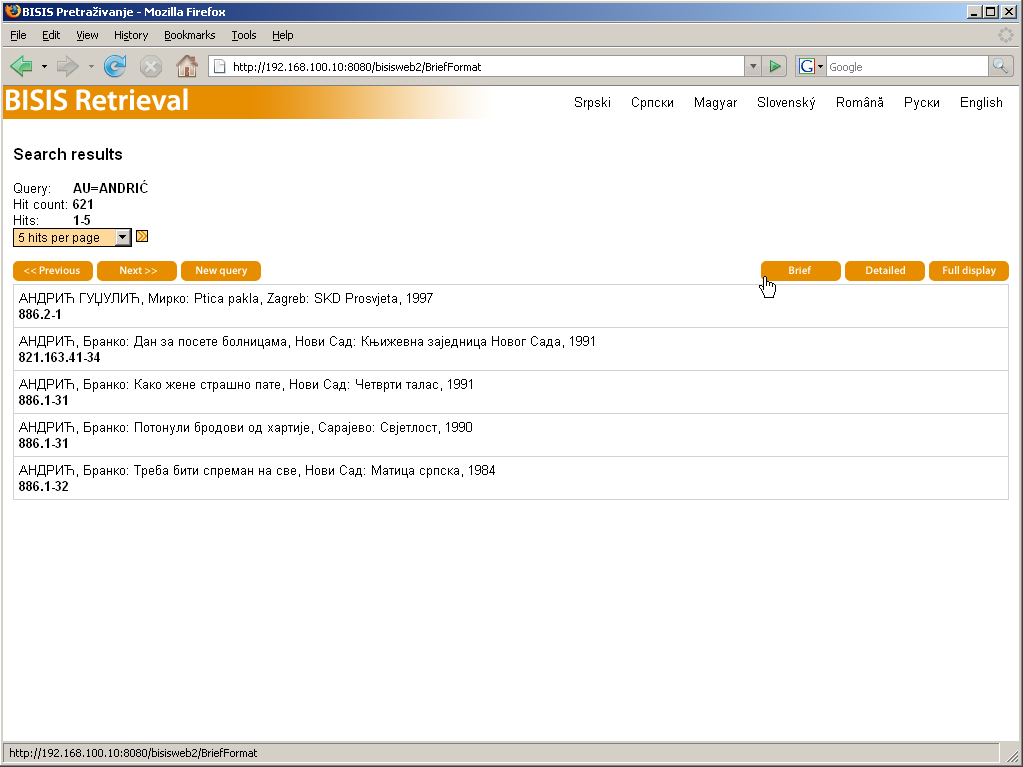 BISIS Pretraživanje - Mozilla Firefox
File Edit View History Bookmarks Tools Help
http://192.168.100.10:8080/bisisweb2/BriefFormat
G Google
BISIS Retrieval
Srpski Српски Magyar Slovenský Română Руски English
Search results
Query: AU=ANDRIĆ
Hit count: 621
Hits: 1-5
5 hits per page
<< Previous Next >> New query Brief Detailed Full display
АНДРИЋ ГУЏУЛИЋ, Мирко: Ptica pakla, Zagreb: SKD Prosvjeta, 1997
886.2-1
АНДРИЋ, Бранко: Дан за посете болницама, Нови Сад: Књижевна заједница Новог Сада, 1991
821.163.41-34
АНДРИЋ, Бранко: Како жене страшно пате, Нови Сад: Четврти талас, 1991
886.1-31
АНДРИЋ, Бранко: Потонули бродови од хартије, Сарајево: Свјетлост, 1990
886.1-31
АНДРИЋ, Бранко: Треба бити спреман на све, Нови Сад: Матица српска, 1984
886.1-32
http://192.168.100.10:8080/bisisweb2/BriefFormat